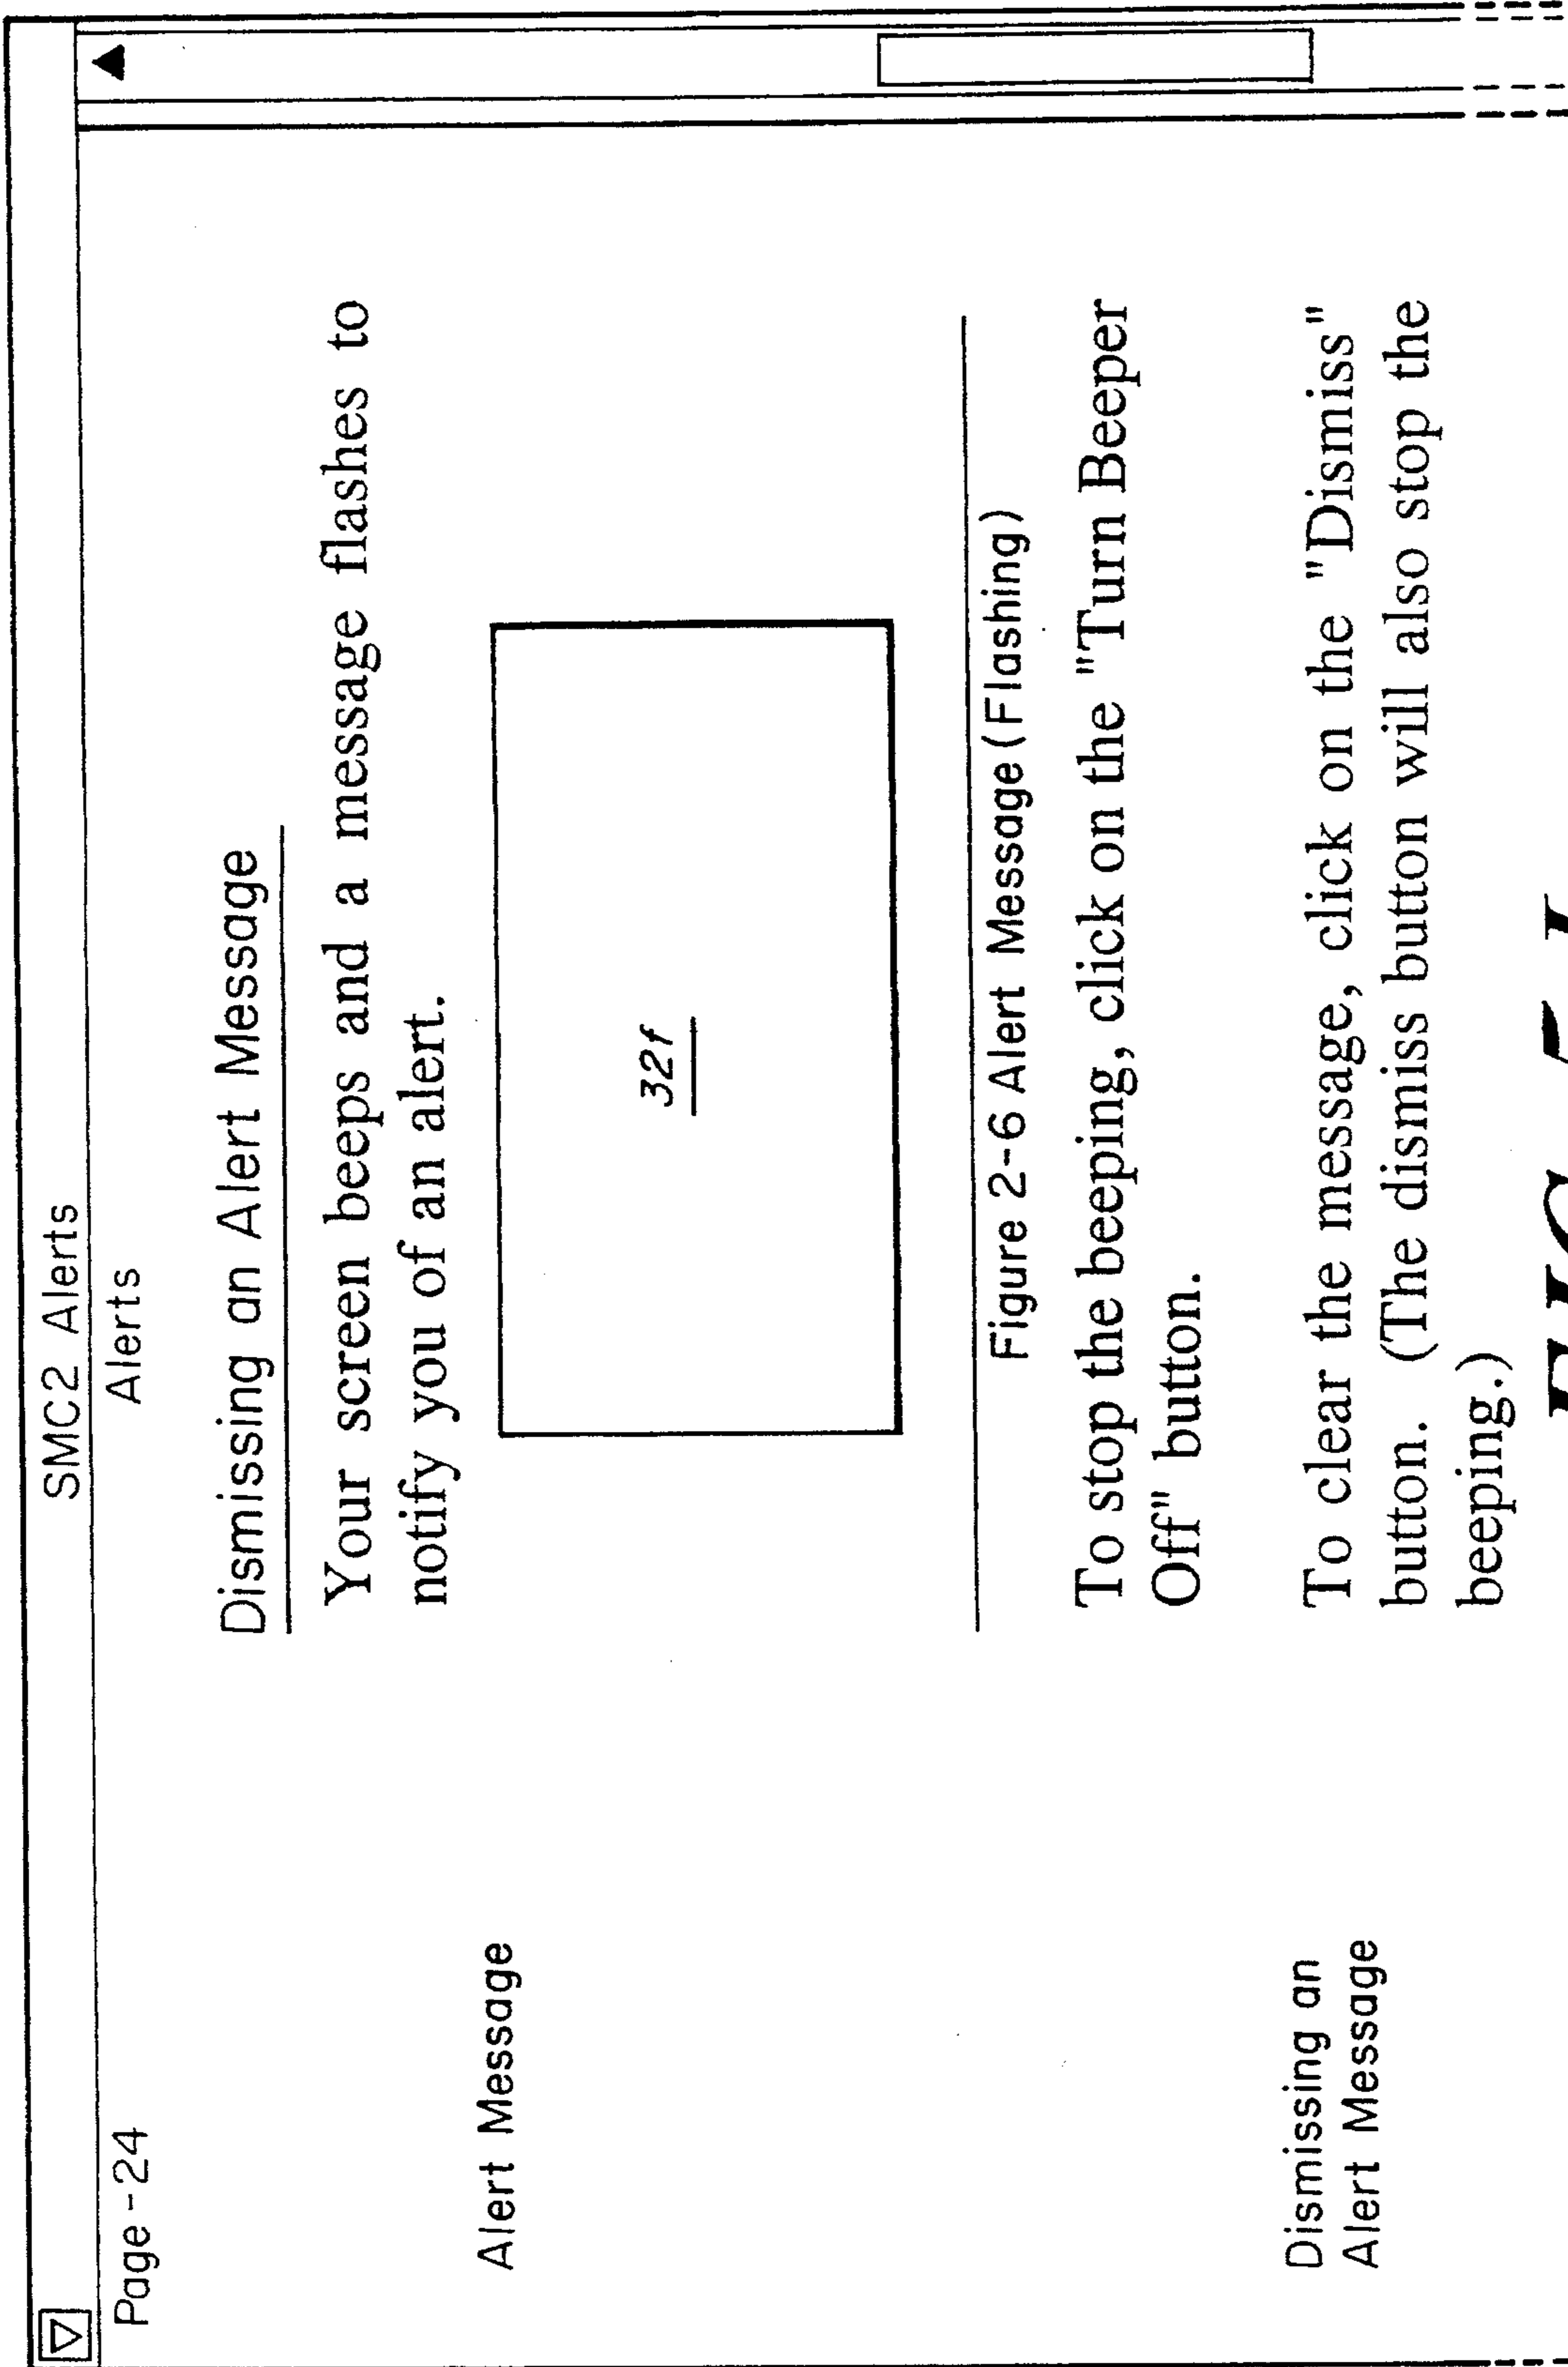 SMC2 Alerts
Page-24
Alerts
Dismissing an Alert Message
Your screen beeps and a message flashes to
notify you of an alert.
Alert Message
32f
Figure 2-6 Alert Message (Flashing)
To stop the beeping, click on the "Turn Beeper
Off" button.
Dismissing an
Alert Message
To clear the message, click on the "Dismiss"
button. (The dismiss button will also stop the
beeping.)